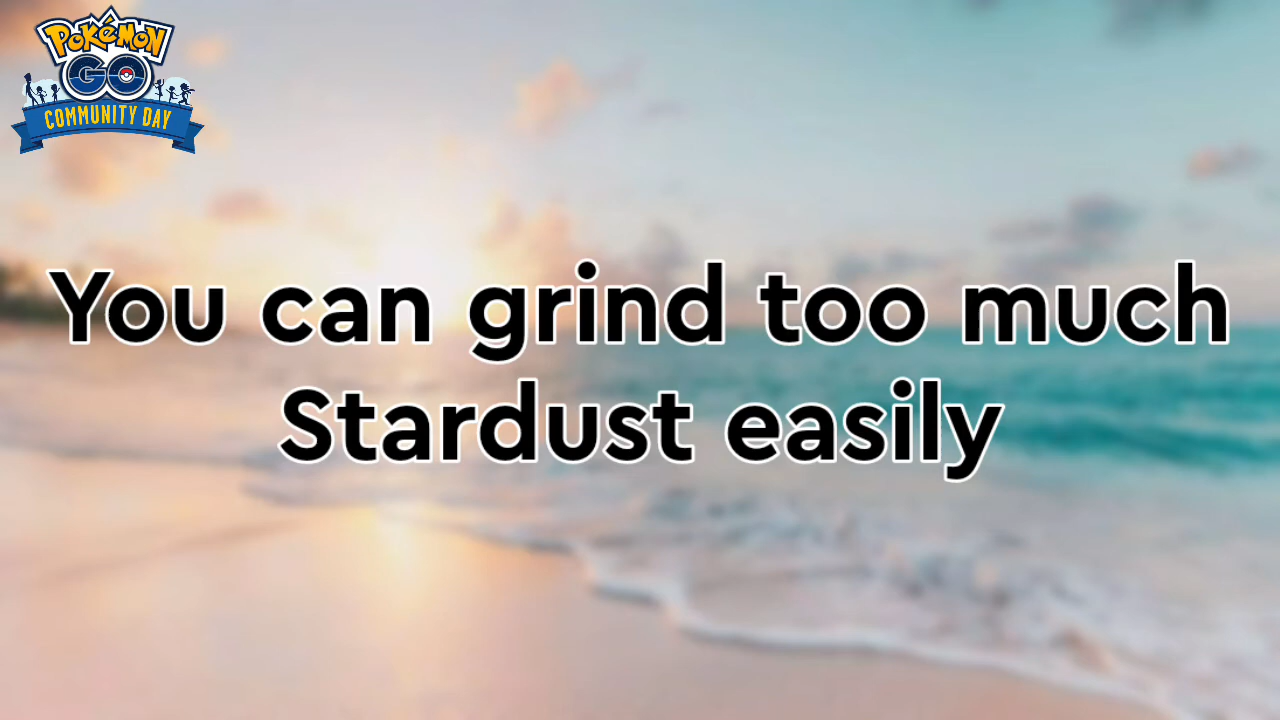 POKéMON
GO
COMMUNITY DAY
You can grind too much
Stardust easily